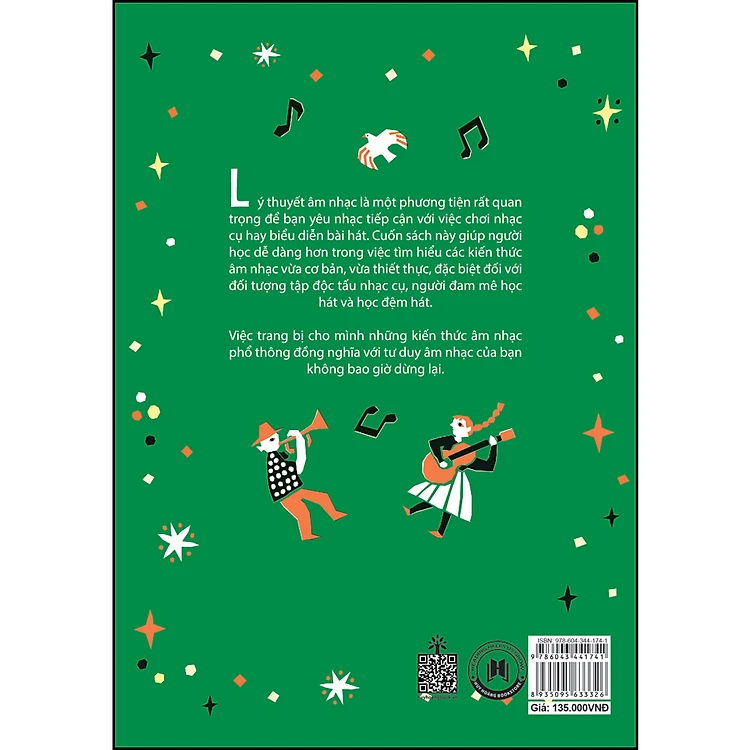 Lý thuyết âm nhạc là một phương tiện rất quan
trọng để bạn yêu nhạc tiếp cận với việc chơi nhạc
cụ hay biểu diễn bài hát. Cuốn sách này giúp người
học dễ dàng hơn trong việc tìm hiểu các kiến thức
âm nhạc vừa cơ bản, vừa thiết thực, đặc biệt đối với
đối tượng tập độc tấu nhạc cụ, người đam mê học
hát và học đệm hát.
Việc trang bị cho mình những kiến thức âm nhạc
phổ thông đồng nghĩa với tư duy âm nhạc của bạn
không bao giờ dừng lại.
HUY HOANG BOOKSTORE
ISBN: 978-604-344-174-1
9 786043 441741
8 935095 633326
Giá: 135.000VNĐ